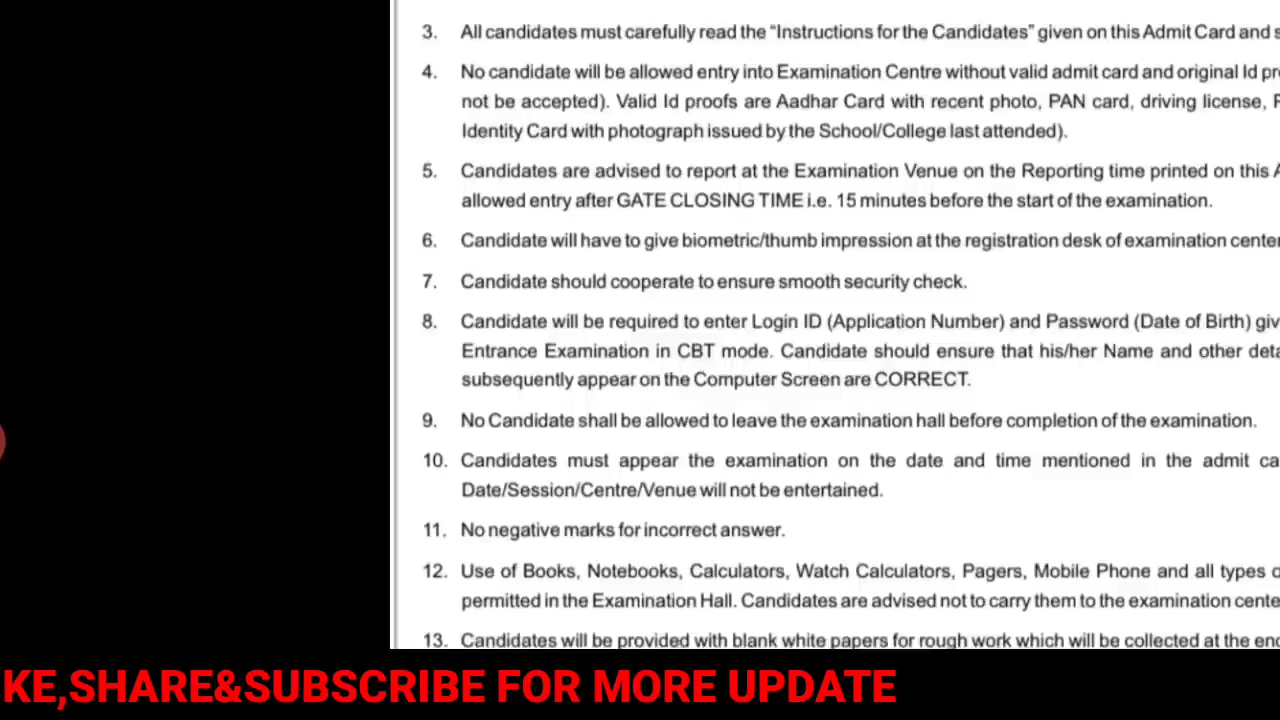 3. All candidates must carefully read the “Instructions for the Candidates” given on this Admit Card and
4. No candidate will be allowed entry into Examination Centre without valid admit card and original Id
not be accepted). Valid Id proofs are Aadhar Card with recent photo, PAN card, driving license,
Identity Card with photograph issued by the School/College last attended).
5. Candidates are advised to report at the Examination Venue on the Reporting time printed on this
allowed entry after GATE CLOSING TIME i.e. 15 minutes before the start of the examination.
6. Candidate will have to give biometric/thumb impression at the registration desk of examination
7. Candidate should cooperate to ensure smooth security check.
8. Candidate will be required to enter Login ID (Application Number) and Password (Date of Birth)
Entrance Examination in CBT mode. Candidate should ensure that his/her Name and other
subsequently appear on the Computer Screen are CORRECT.
9. No Candidate shall be allowed to leave the examination hall before completion of the examination.
10. Candidates must appear the examination on the date and time mentioned in the admit
Date/Session/Centre/Venue will not be entertained.
11. No negative marks for incorrect answer.
12. Use of Books, Notebooks, Calculators, Watch Calculators, Pagers, Mobile Phone and all types
permitted in the Examination Hall. Candidates are advised not to carry them to the examination
13. Candidates will be provided with blank white papers for rough work which will be collected at the
KE,SHARE&SUBSCRIBE FOR MORE UPDATE